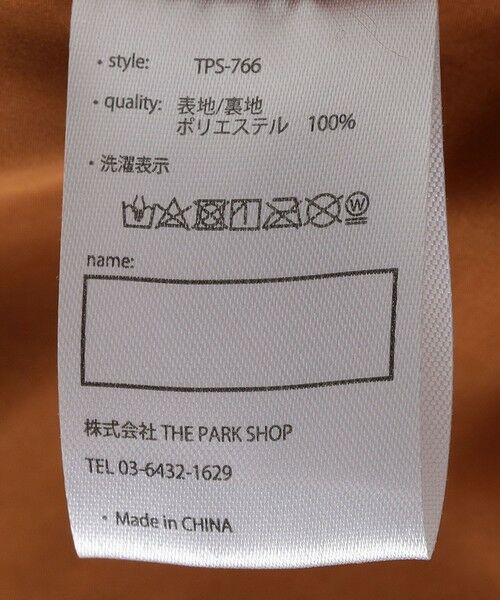 ・style: TPS-766
・quality: 表地/裏地
ポリエステル 100%
・洗濯表示
W
name:
株式会社 THE PARK SHOP
TEL 03-6432-1629
・Made in CHINA